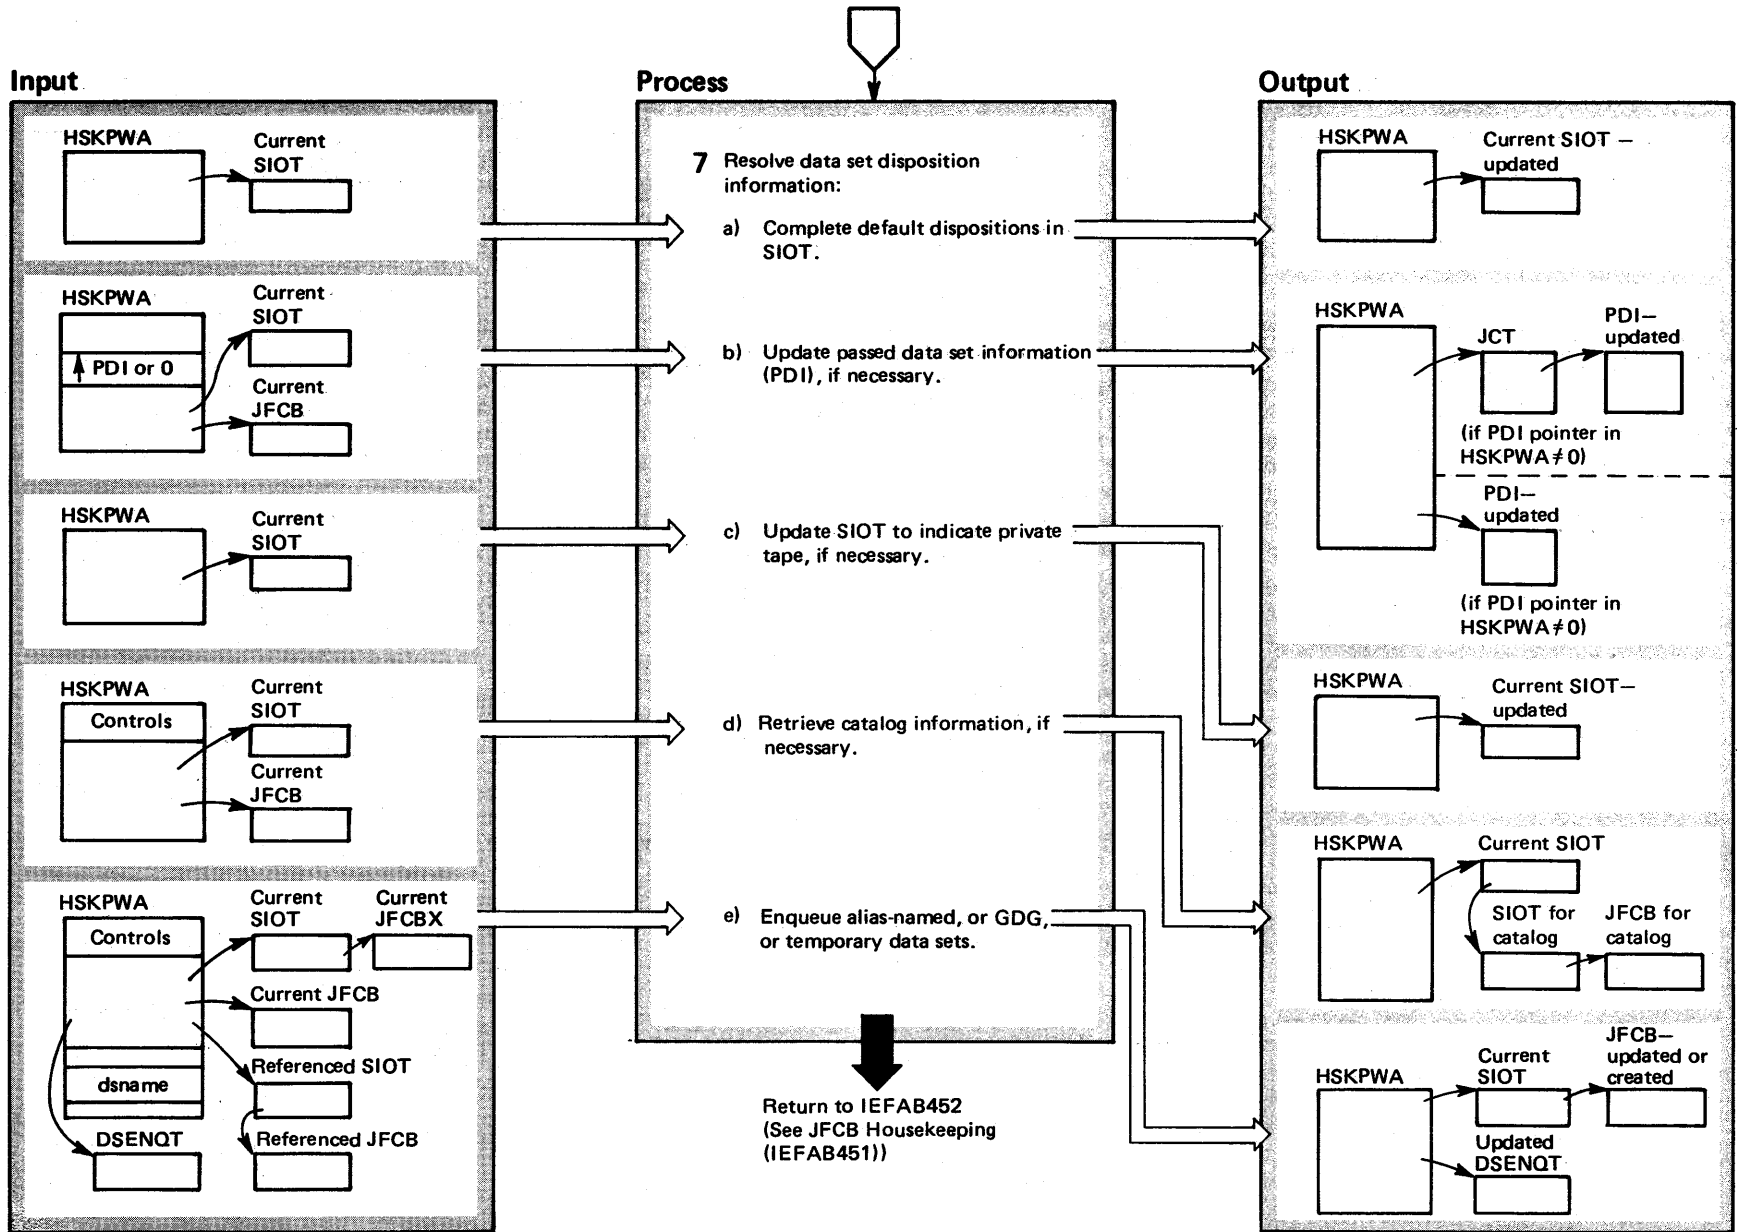 Input
HSKPWA
Current
SIOT
HSKPWA
PDI or 0
Current
SIOT
Current
JFCB
HSKPWA
Current
SIOT
HSKPWA
Controls
Current
SIOT
Current
JFCB
HSKPWA
Controls
dsname
Current
SIOT
Current
JFCBX
Current JFCB
Referenced SIOT
DSENQT
Referenced JFCB
Process
7 Resolve data set disposition
information:
a) Complete default dispositions in
SIOT.
b) Update passed data set information
(PDI), if necessary.
c) Update SIOT to indicate private
tape, if necessary.
d) Retrieve catalog information, if
necessary.
e) Enqueue alias-named, or GDG,
or temporary data sets.
Return to IEFAB452
(See JFCB Housekeeping
(IEFAB451))
Output
HSKPWA
Current SIOT —
updated
HSKPWA
JCT
PDI—
updated
(if PDI pointer in
HSKPWA ≠ 0)
PDI—
updated
(if PDI pointer in
HSKPWA ≠ 0)
HSKPWA
Current SIOT—
updated
HSKPWA
Current SIOT
SIOT for
catalog
JFCB for
catalog
HSKPWA
Current
SIOT
JFCB—
updated or
created
Updated
DSENQT